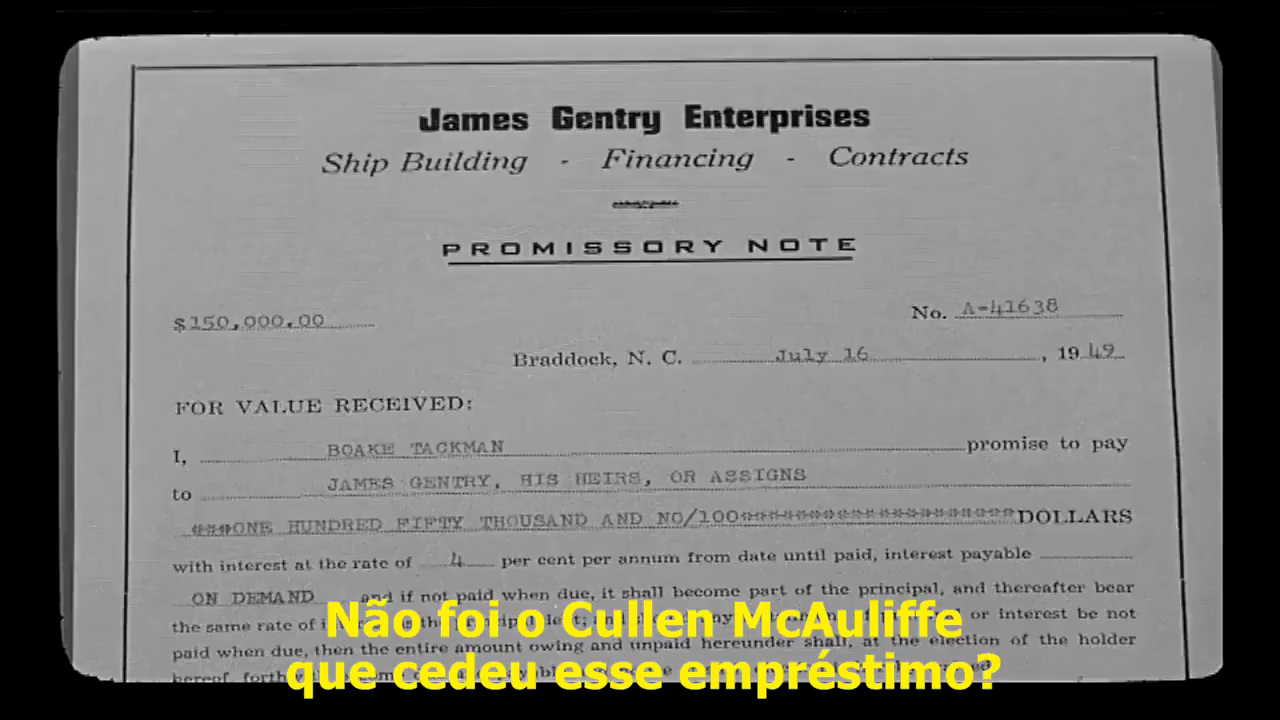 James Gentry Enterprises
Ship Building - Financing - Contracts
PROMISSORY NOTE
$150,000.00
No. A-41638
Braddock, N. C. July 16, 1949
FOR VALUE RECEIVED:
I, BOAKE TACKMAN promise to pay
to JAMES GENTRY, HIS HEIRS, OR ASSIGNS
***ONE HUNDRED FIFTY THOUSAND AND NO/100************************DOLLARS
with interest at the rate of 4 per cent per annum from date until paid, interest payable
ON DEMAND and if not paid when due, it shall become part of the principal, and thereafter bear
the same rate of or interest be not
paid when due, then the entire amount owing and unpaid hereunder shall, at the election of the holder
hereof, forth
Não foi o Cullen McAuliffe
que cedeu esse empréstimo?